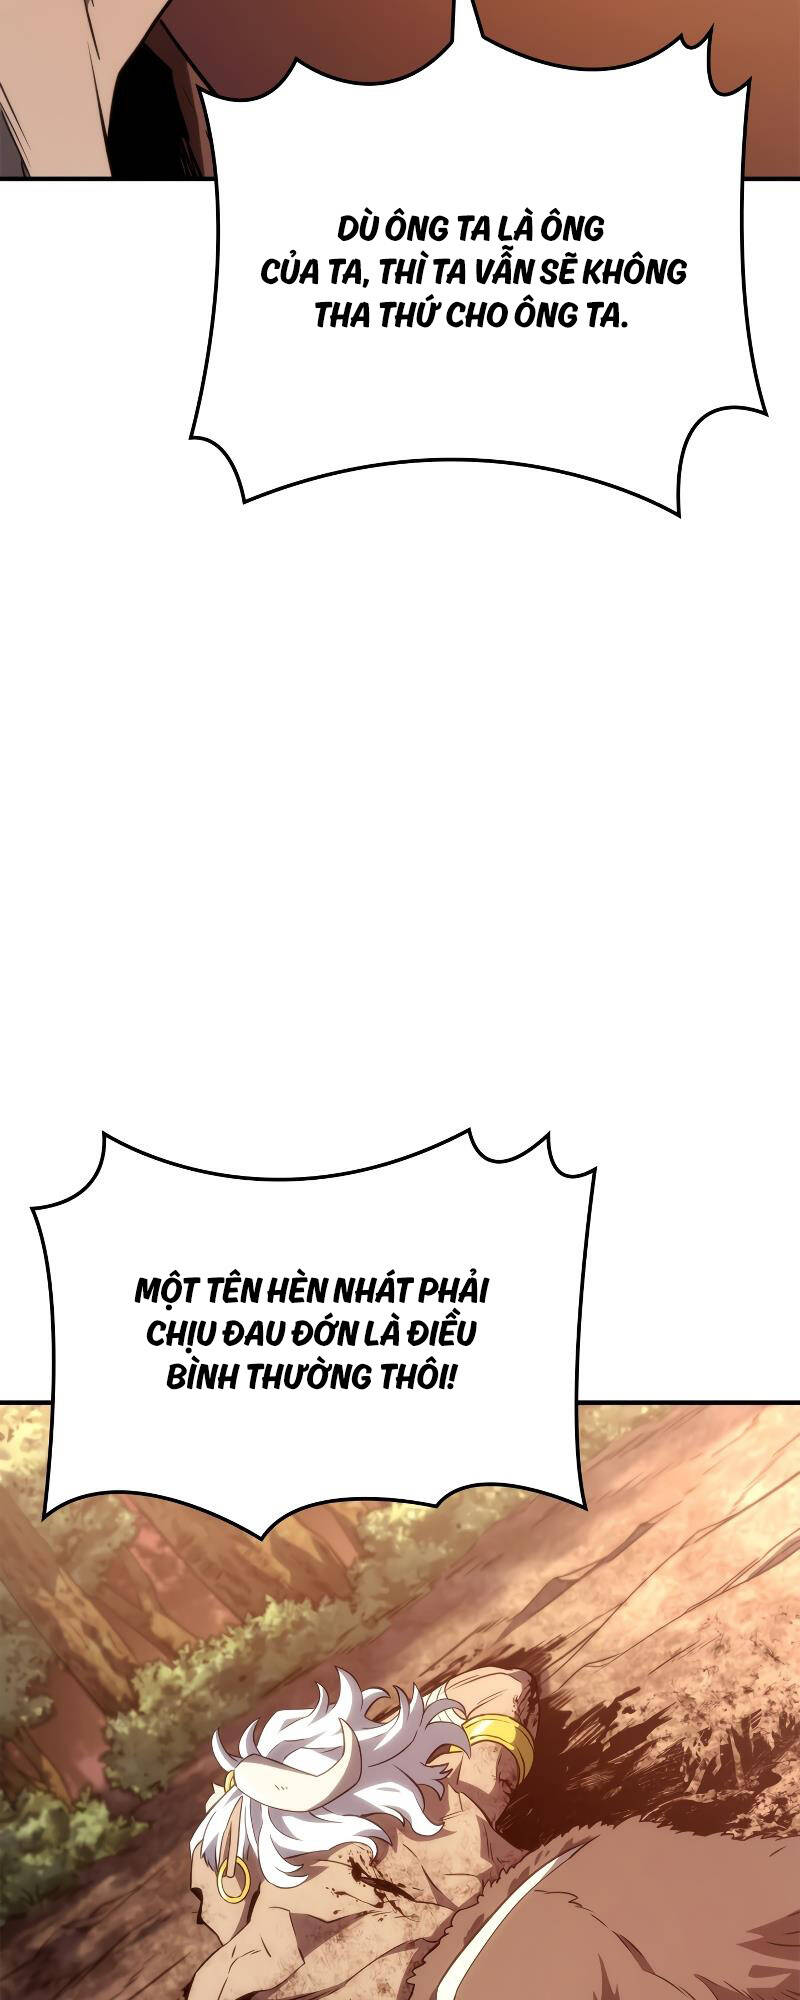 DÙ ÔNG TA LÀ ÔNG
CỦA TA, THÌ TA VẪN SẼ KHÔNG
THA THỨ CHO ÔNG TA.
MỘT TÊN HÈN NHÁT PHẢI
CHỊU ĐAU ĐỚN LÀ ĐIỀU
BÌNH THƯỜNG THÔI!